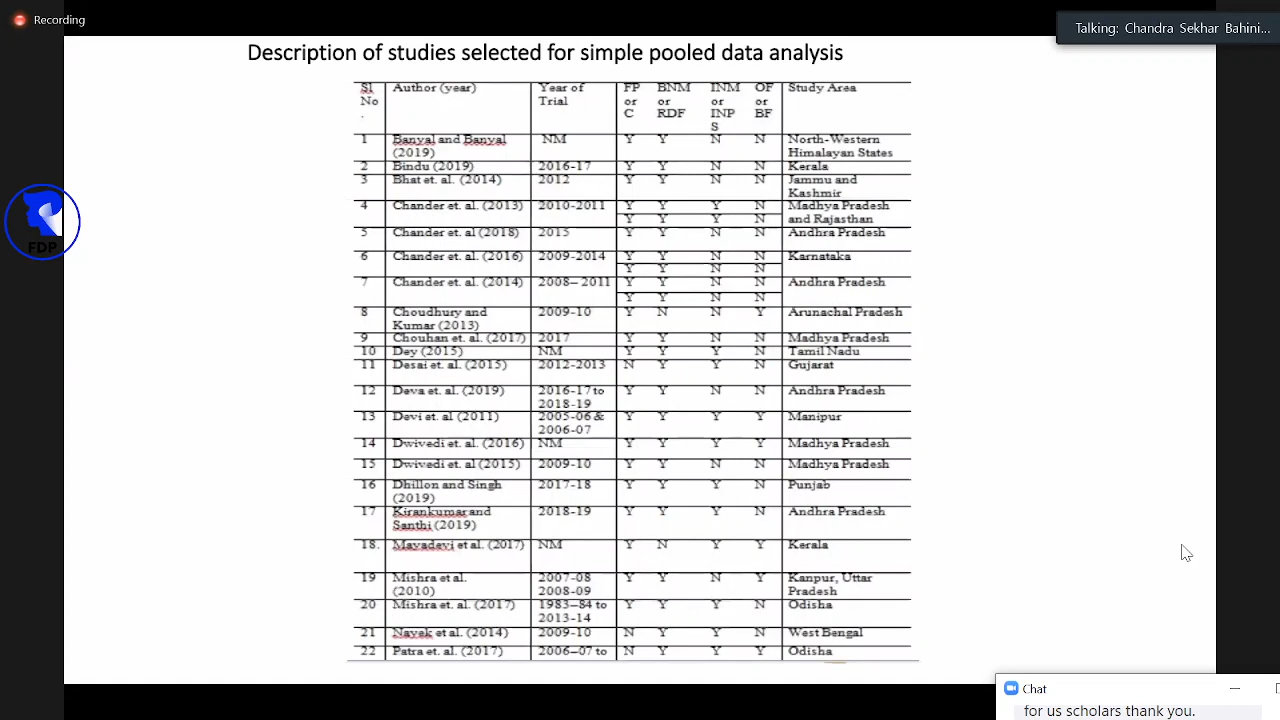 Recording
Talking: Chandra Sekhar Bahini...
Description of studies selected for simple pooled data analysis
Sl No . Author (year) Year of Trial FP or C BNM or RDF INM or INP S OF or BF Study Area
1 Banyal and Banyal (2019) NM Y Y N N North-Western Himalayan States
2 Bindu (2019) 2016-17 Y Y N N Kerala
3 Bhat et. al. (2014) 2012 Y Y N N Jammu and Kashmir
4 Chander et. al. (2013) 2010-2011 Y Y Y N Madhya Pradesh and Rajasthan
Y Y Y N
5 Chander et. al (2018) 2015 Y Y N N Andhra Pradesh
6 Chander et. al. (2016) 2009-2014 Y Y N N Karnataka
Y Y N N
7 Chander et. al. (2014) 2008– 2011 Y Y N N Andhra Pradesh
Y Y N N
8 Choudhury and Kumar (2013) 2009-10 Y N N Y Arunachal Pradesh
9 Chouhan et. al. (2017) 2017 Y Y N N Madhya Pradesh
10 Dey (2015) NM Y Y Y N Tamil Nadu
11 Desai et. al. (2015) 2012-2013 N Y Y N Gujarat
12 Deva et. al. (2019) 2016-17 to 2018-19 Y Y N N Andhra Pradesh
13 Devi et. al (2011) 2005-06 & 2006-07 Y Y Y Y Manipur
14 Dwivedi et. al. (2016) NM Y Y Y Y Madhya Pradesh
15 Dwivedi et. al (2015) 2009-10 Y Y N N Madhya Pradesh
16 Dhillon and Singh (2019) 2017-18 Y Y Y N Punjab
17 Kirankumar and Santhi (2019) 2018-19 Y Y Y N Andhra Pradesh
18. Mayadevi et al. (2017) NM Y N Y Y Kerala
19 Mishra et al. (2010) 2007-08 2008-09 Y Y N Y Kanpur, Uttar Pradesh
20 Mishra et. al. (2017) 1983–84 to 2013-14 Y Y Y N Odisha
21 Nayek et al. (2014) 2009-10 N Y Y N West Bengal
22 Patra et. al. (2017) 2006–07 to N Y Y Y Odisha
FDP
Chat
for us scholars thank you.